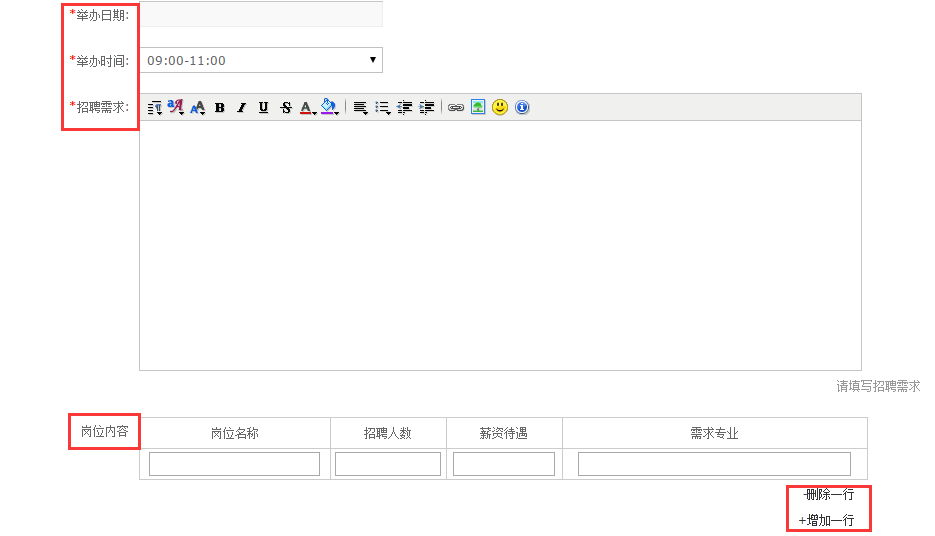 *举办日期:
*举办时间: 09:00-11:00
*招聘需求:
请填写招聘需求
岗位内容 岗位名称 招聘人数 薪资待遇 需求专业
-删除一行
+增加一行